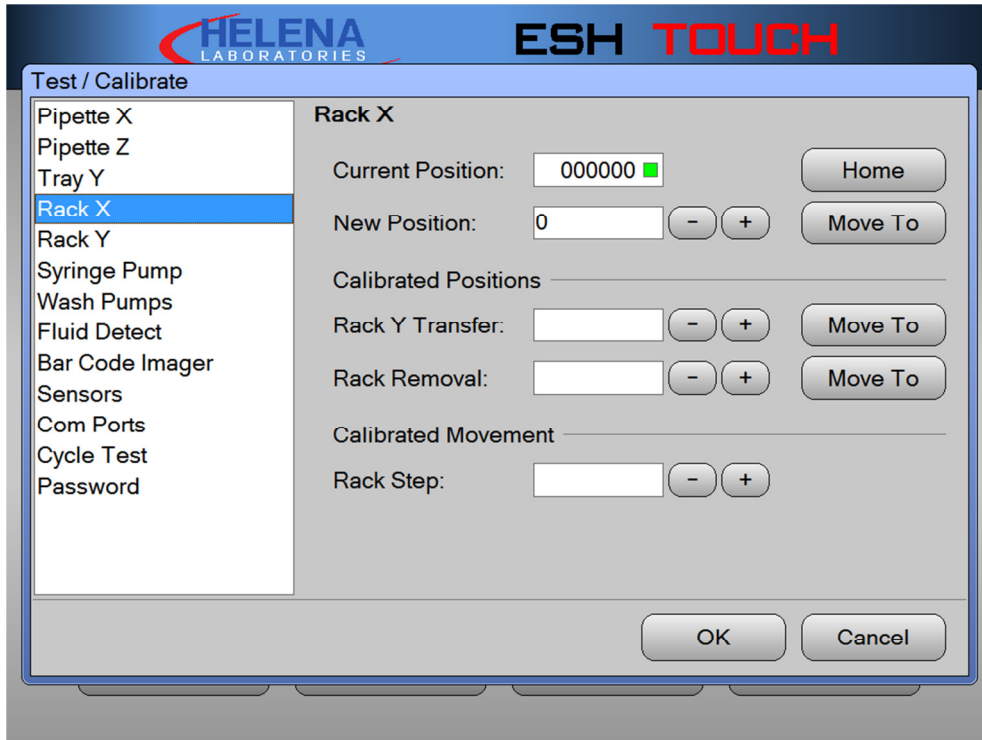 HELENA
LABORATORIES
ESH TOUCH
Test / Calibrate
Pipette X
Pipette Z
Tray Y
Rack X
Rack Y
Syringe Pump
Wash Pumps
Fluid Detect
Bar Code Imager
Sensors
Com Ports
Cycle Test
Password
Rack X
Current Position: 000000 Home
New Position: 0 - + Move To
Calibrated Positions
Rack Y Transfer: - + Move To
Rack Removal: - + Move To
Calibrated Movement
Rack Step: - +
OK Cancel